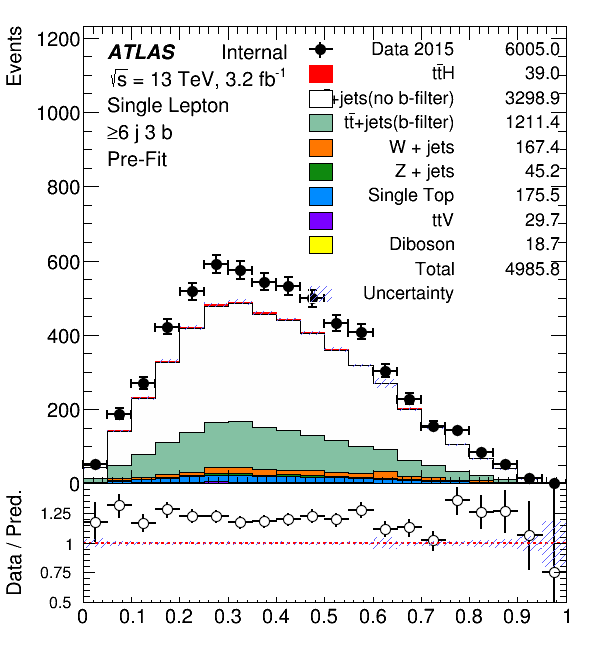 Events
1200
1000
800
600
400
200
0
ATLAS Internal
√s = 13 TeV, 3.2 fb⁻¹
Single Lepton
≥6 j 3 b
Pre-Fit
Data 2015 6005.0
tt̄H 39.0
+jets(no b-filter) 3298.9
tt̄+jets(b-filter) 1211.4
W + jets 167.4
Z + jets 45.2
Single Top 175.5
ttV 29.7
Diboson 18.7
Total 4985.8
Uncertainty
Data / Pred.
1.25
1
0.75
0.5
0 0.1 0.2 0.3 0.4 0.5 0.6 0.7 0.8 0.9 1